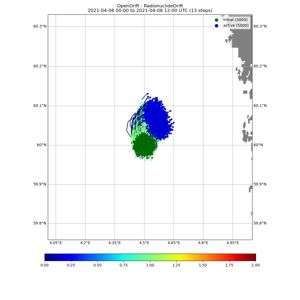 OpenDrift - RadionuclideDrift
2021-04-08 00:00 to 2021-04-08 12:00 UTC (13 steps)
initial (5000)
active (5000)
60.3°N 60.3°N
60.2°N 60.2°N
60.1°N 60.1°N
60°N 60°N
59.9°N 59.9°N
59.8°N 59.8°N
4.05°E 4.2°E 4.35°E 4.5°E 4.65°E 4.8°E 4.95°E
0.00 0.25 0.50 0.75 1.00 1.25 1.50 1.75 2.00